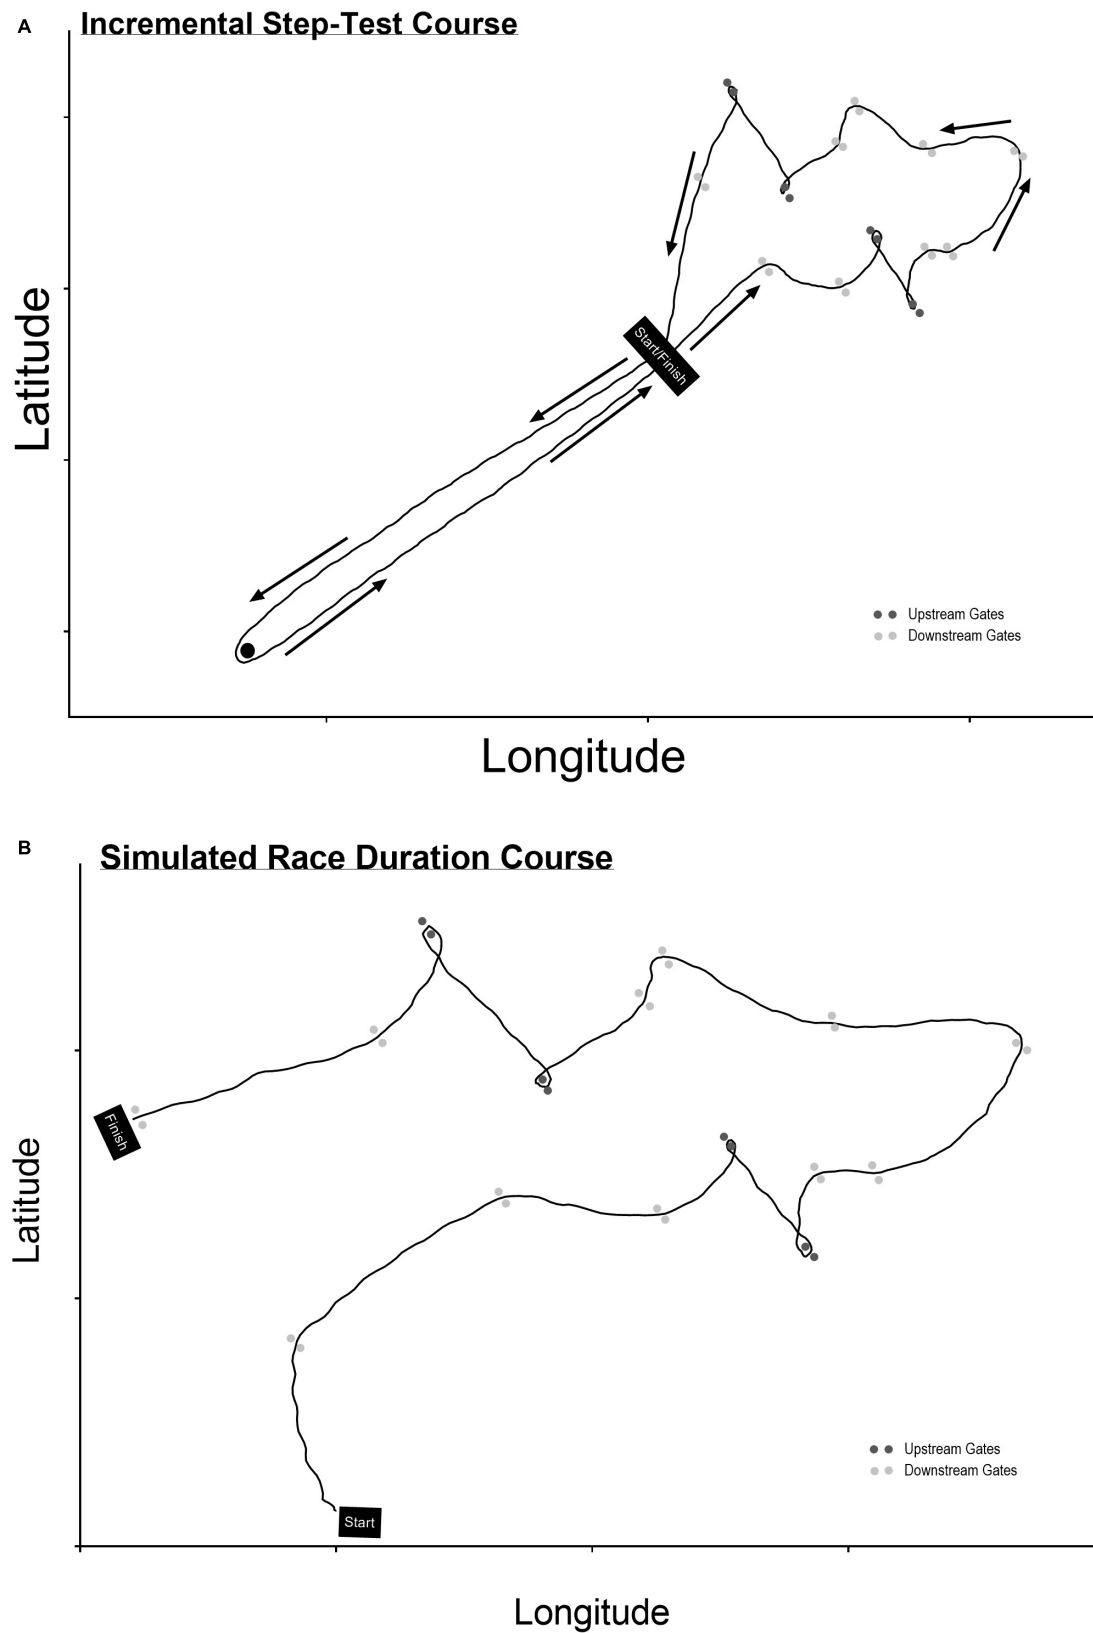 A
Incremental Step-Test Course
Latitude
Start/Finish
Upstream Gates
Downstream Gates
Longitude
B
Simulated Race Duration Course
Latitude
Finish
Start
Upstream Gates
Downstream Gates
Longitude